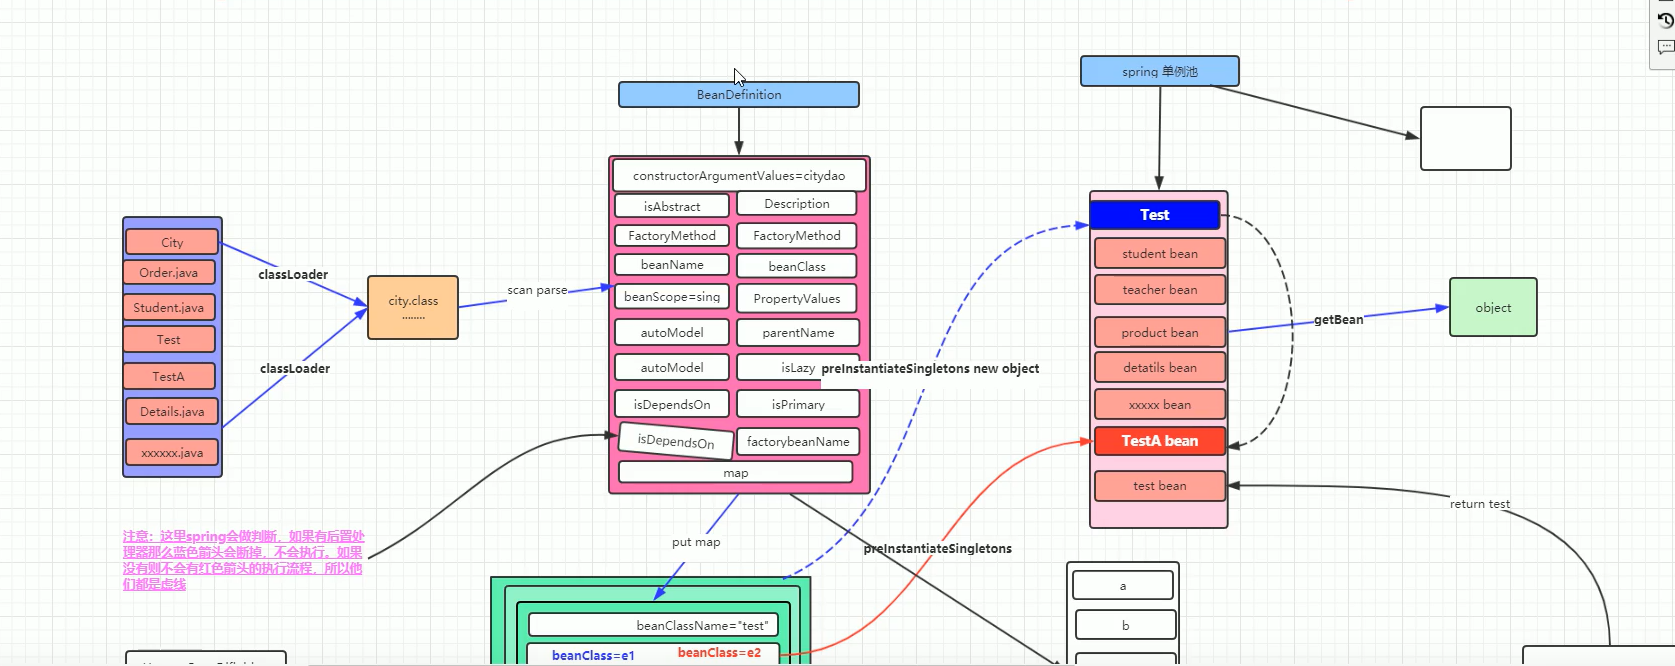 spring 单例池
BeanDefinition
constructorArgumentValues=citydao
isAbstract
Description
FactoryMethod
FactoryMethod
beanName
beanClass
beanScope=sing
PropertyValues
autoModel
parentName
autoModel
isLazy
isDependsOn
isPrimary
isDependsOn
factorybeanName
map
City
Order.java
Student.java
Test
TestA
Details.java
xxxxxx.java
classLoader
classLoader
city.class
........
scan parse
preInstantiateSingletons new object
Test
student bean
teacher bean
product bean
detatils bean
xxxxx bean
TestA bean
test bean
getBean
object
return test
注意：这里spring会做判断，如果有后置处
理器那么蓝色箭头会断掉，不会执行。如果
没有则不会有红色箭头的执行流程，所以他
们都是虚线
put map
preInstantiateSingletons
beanClassName="test"
beanClass=e1
beanClass=e2
a
b